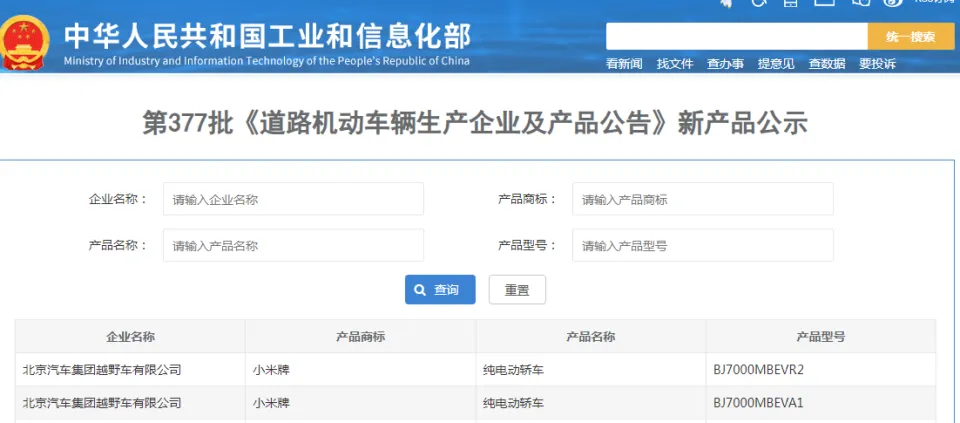 中华人民共和国工业和信息化部
Ministry of Industry and Information Technology of the People's Republic of China
统一搜索
看新闻 找文件 查办事 提意见 查数据 要投诉
第377批《道路机动车辆生产企业及产品公告》新产品公示
企业名称： 请输入企业名称 产品商标： 请输入产品商标
产品名称： 请输入产品名称 产品型号： 请输入产品型号
查询 重置
企业名称 产品商标 产品名称 产品型号
北京汽车集团越野车有限公司 小米牌 纯电动轿车 BJ7000MBEVR2
北京汽车集团越野车有限公司 小米牌 纯电动轿车 BJ7000MBEVA1